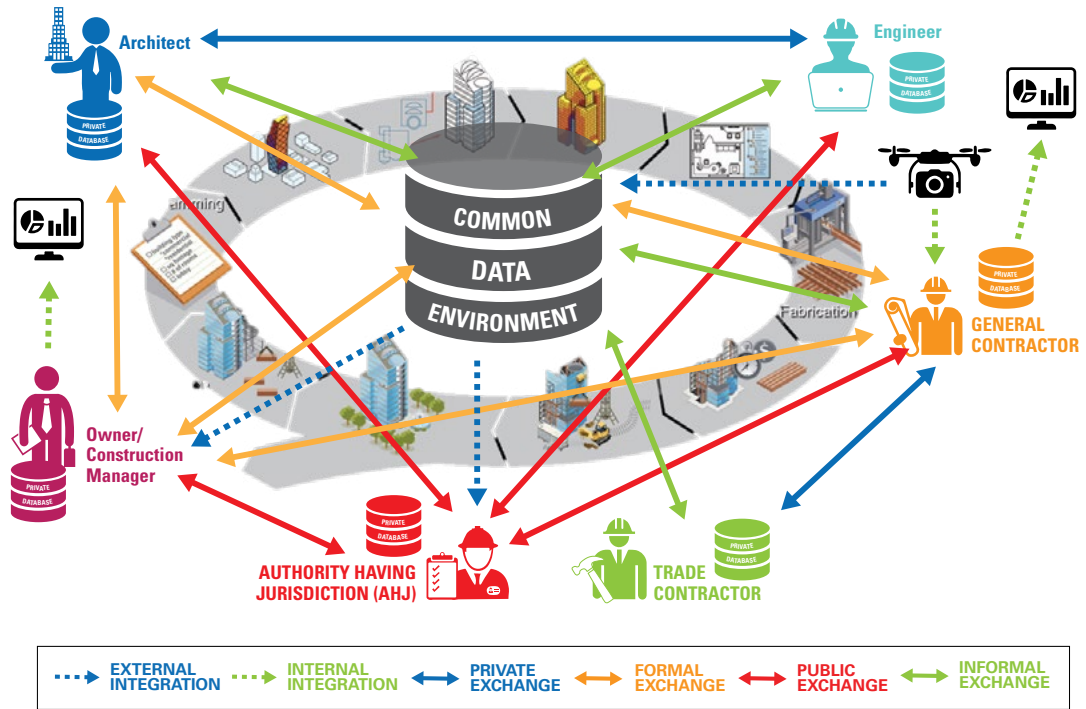 Architect
PRIVATE
DATABASE
Engineer
PRIVATE
DATABASE
COMMON
DATA
ENVIRONMENT
amming
Fabrication
PRIVATE
DATABASE
GENERAL
CONTRACTOR
Owner/
Construction
Manager
PRIVATE
DATABASE
PRIVATE
DATABASE
AUTHORITY HAVING
JURISDICTION (AHJ)
PRIVATE
DATABASE
TRADE
CONTRACTOR
EXTERNAL
INTEGRATION
INTERNAL
INTEGRATION
PRIVATE
EXCHANGE
FORMAL
EXCHANGE
PUBLIC
EXCHANGE
INFORMAL
EXCHANGE